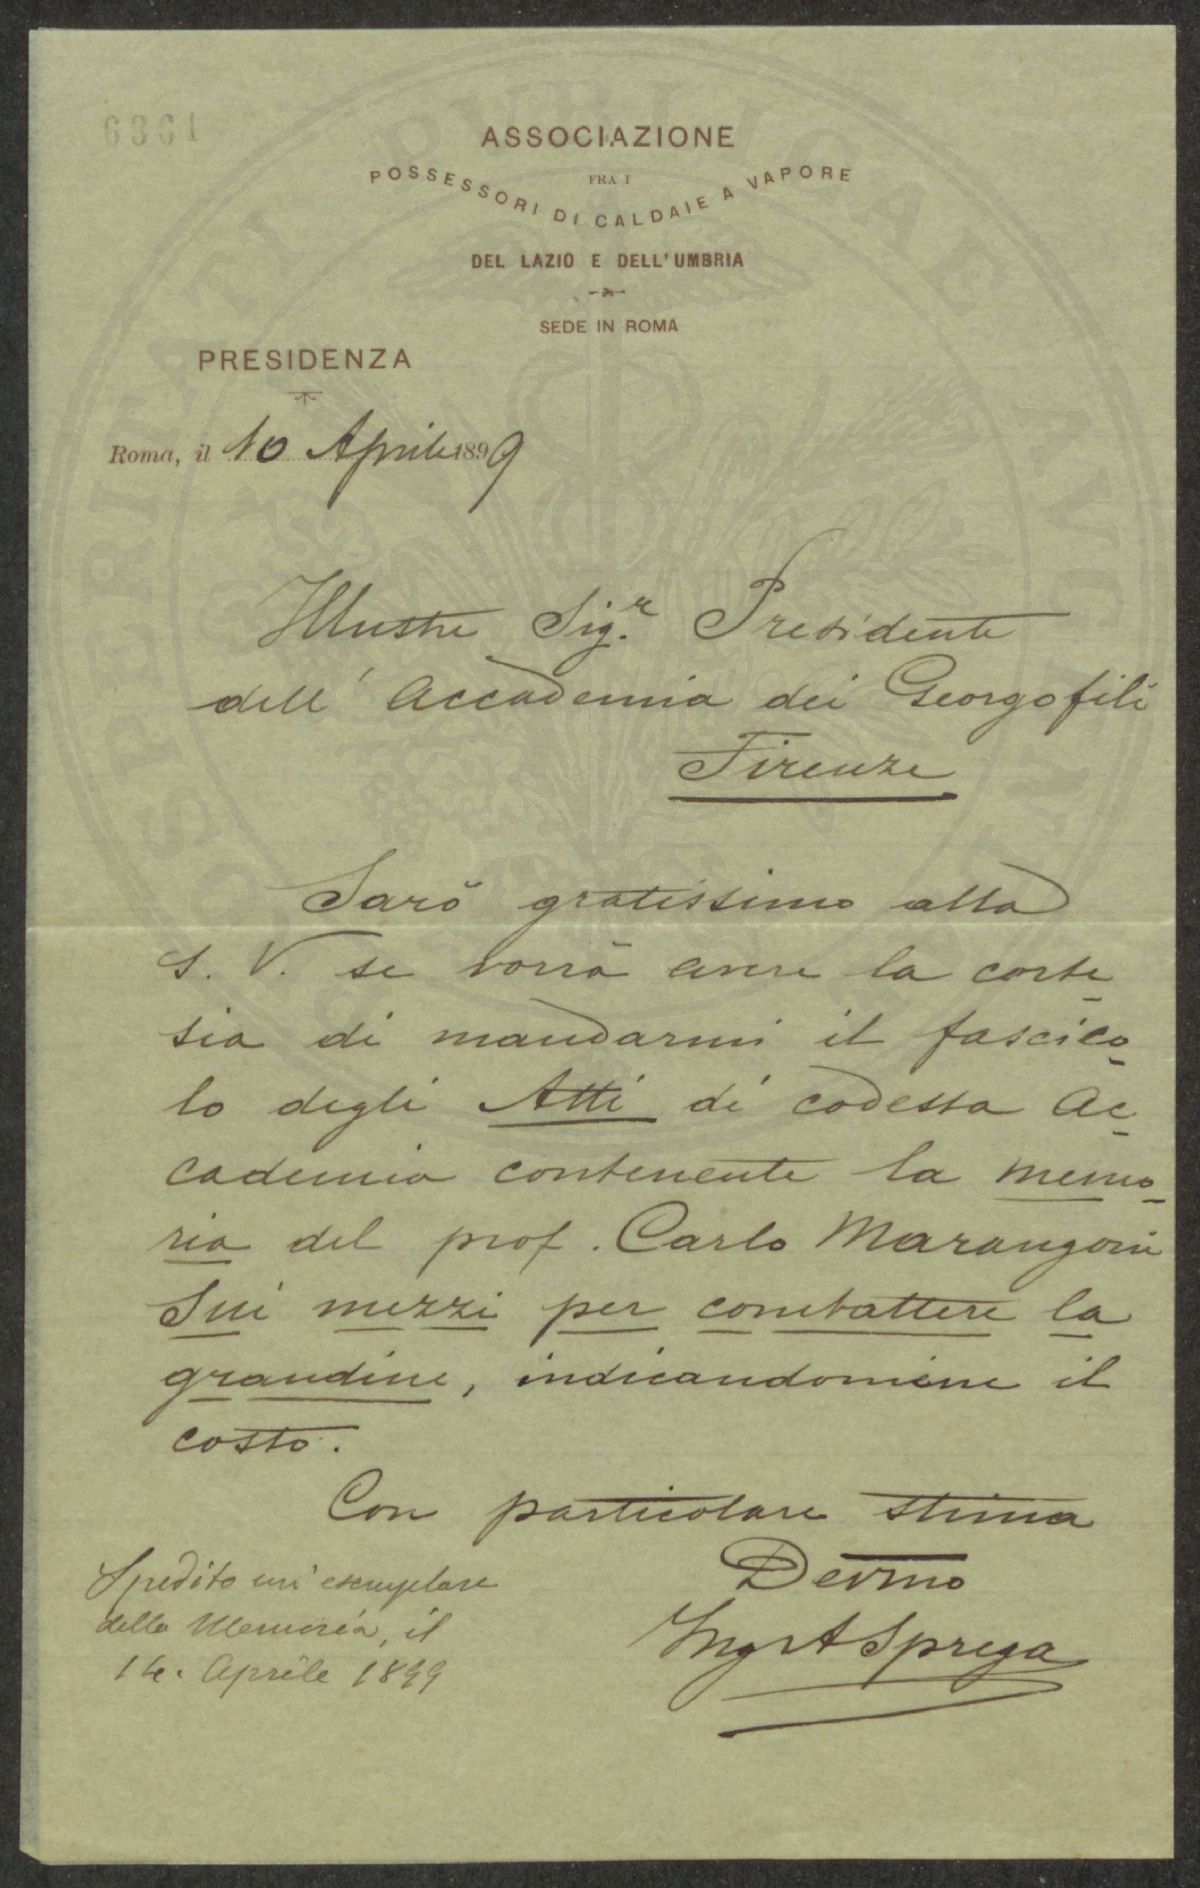 6361
ASSOCIAZIONE
FRA I
POSSESSORI DI CALDAIE A VAPORE
DEL LAZIO E DELL'UMBRIA
SEDE IN ROMA
PRESIDENZA
Roma, il 10 Aprile 1899
Illustre Sig.r Presidente
dell' Accademia dei Georgofili
Firenze
Sarò gratissimo alla
S. V. se vorrà avere la corte
sia di mandarmi il fascico
lo degli Atti di codesta Ac
cademia contenente la memo
ria del prof. Carlo Marangoni
Sui mezzi per combattere la
grandine, indicandomene il
costo.
Con particolare stima
Devmo
Ing A Sprega
Spedito un' esemplare
della Memoria, il
14. Aprile 1899